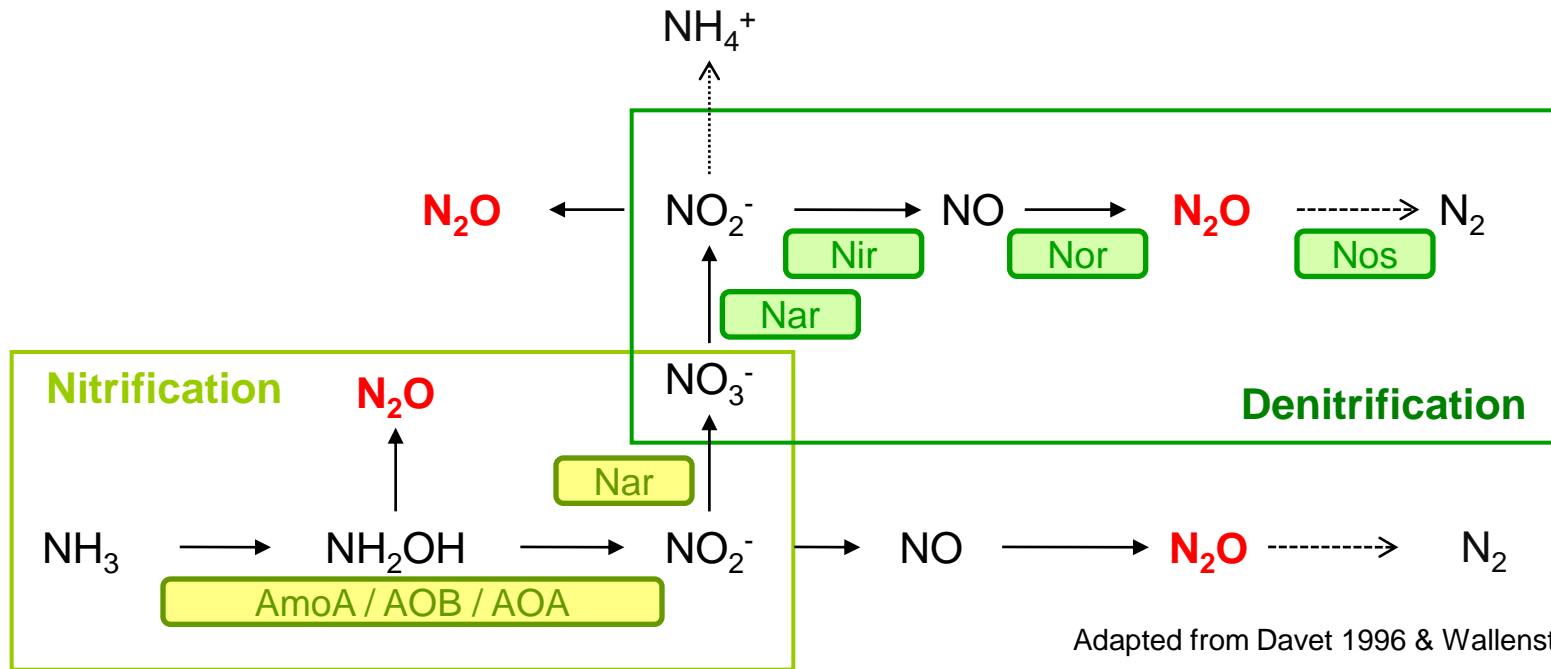 NH₄⁺
N₂O NO₂⁻ NO N₂O N₂
Nir Nor Nos
Nar
Nitrification N₂O NO₃⁻ Denitrification
Nar
NH₃ NH₂OH NO₂⁻ NO N₂O N₂
AmoA / AOB / AOA
Adapted from Davet 1996 & Wallenst